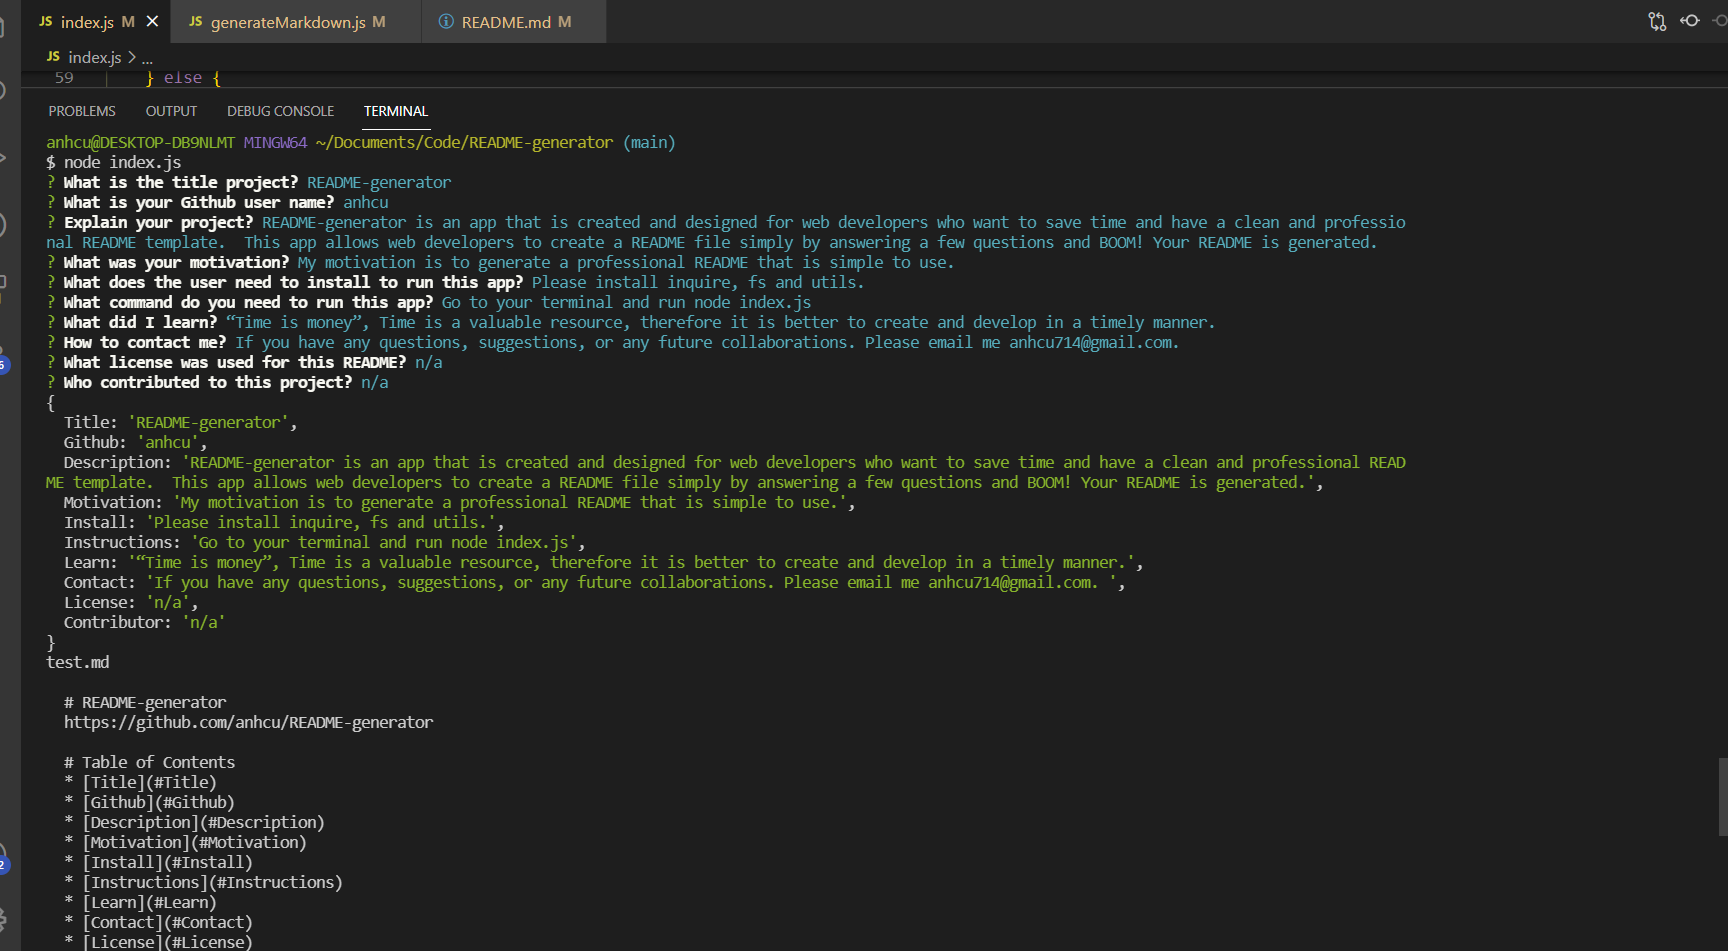 JS index.js M × JS generateMarkdown.js M README.md M
JS index.js > ...
59 } else {
PROBLEMS OUTPUT DEBUG CONSOLE TERMINAL
anhcu@DESKTOP-DB9NLMT MINGW64 ~/Documents/Code/README-generator (main)
$ node index.js
? What is the title project? README-generator
? What is your Github user name? anhcu
? Explain your project? README-generator is an app that is created and designed for web developers who want to save time and have a clean and professio
nal README template.  This app allows web developers to create a README file simply by answering a few questions and BOOM! Your README is generated.
? What was your motivation? My motivation is to generate a professional README that is simple to use.
? What does the user need to install to run this app? Please install inquire, fs and utils.
? What command do you need to run this app? Go to your terminal and run node index.js
? What did I learn? “Time is money”, Time is a valuable resource, therefore it is better to create and develop in a timely manner.
? How to contact me? If you have any questions, suggestions, or any future collaborations. Please email me anhcu714@gmail.com.
? What license was used for this README? n/a
? Who contributed to this project? n/a
{
  Title: 'README-generator',
  Github: 'anhcu',
  Description: 'README-generator is an app that is created and designed for web developers who want to save time and have a clean and professional READ
ME template.  This app allows web developers to create a README file simply by answering a few questions and BOOM! Your README is generated.',
  Motivation: 'My motivation is to generate a professional README that is simple to use.',
  Install: 'Please install inquire, fs and utils.',
  Instructions: 'Go to your terminal and run node index.js',
  Learn: '“Time is money”, Time is a valuable resource, therefore it is better to create and develop in a timely manner.',
  Contact: 'If you have any questions, suggestions, or any future collaborations. Please email me anhcu714@gmail.com. ',
  License: 'n/a',
  Contributor: 'n/a'
}
test.md
  # README-generator
  https://github.com/anhcu/README-generator
  # Table of Contents
  * [Title](#Title)
  * [Github](#Github)
  * [Description](#Description)
  * [Motivation](#Motivation)
  * [Install](#Install)
  * [Instructions](#Instructions)
  * [Learn](#Learn)
  * [Contact](#Contact)
  * [License](#License)